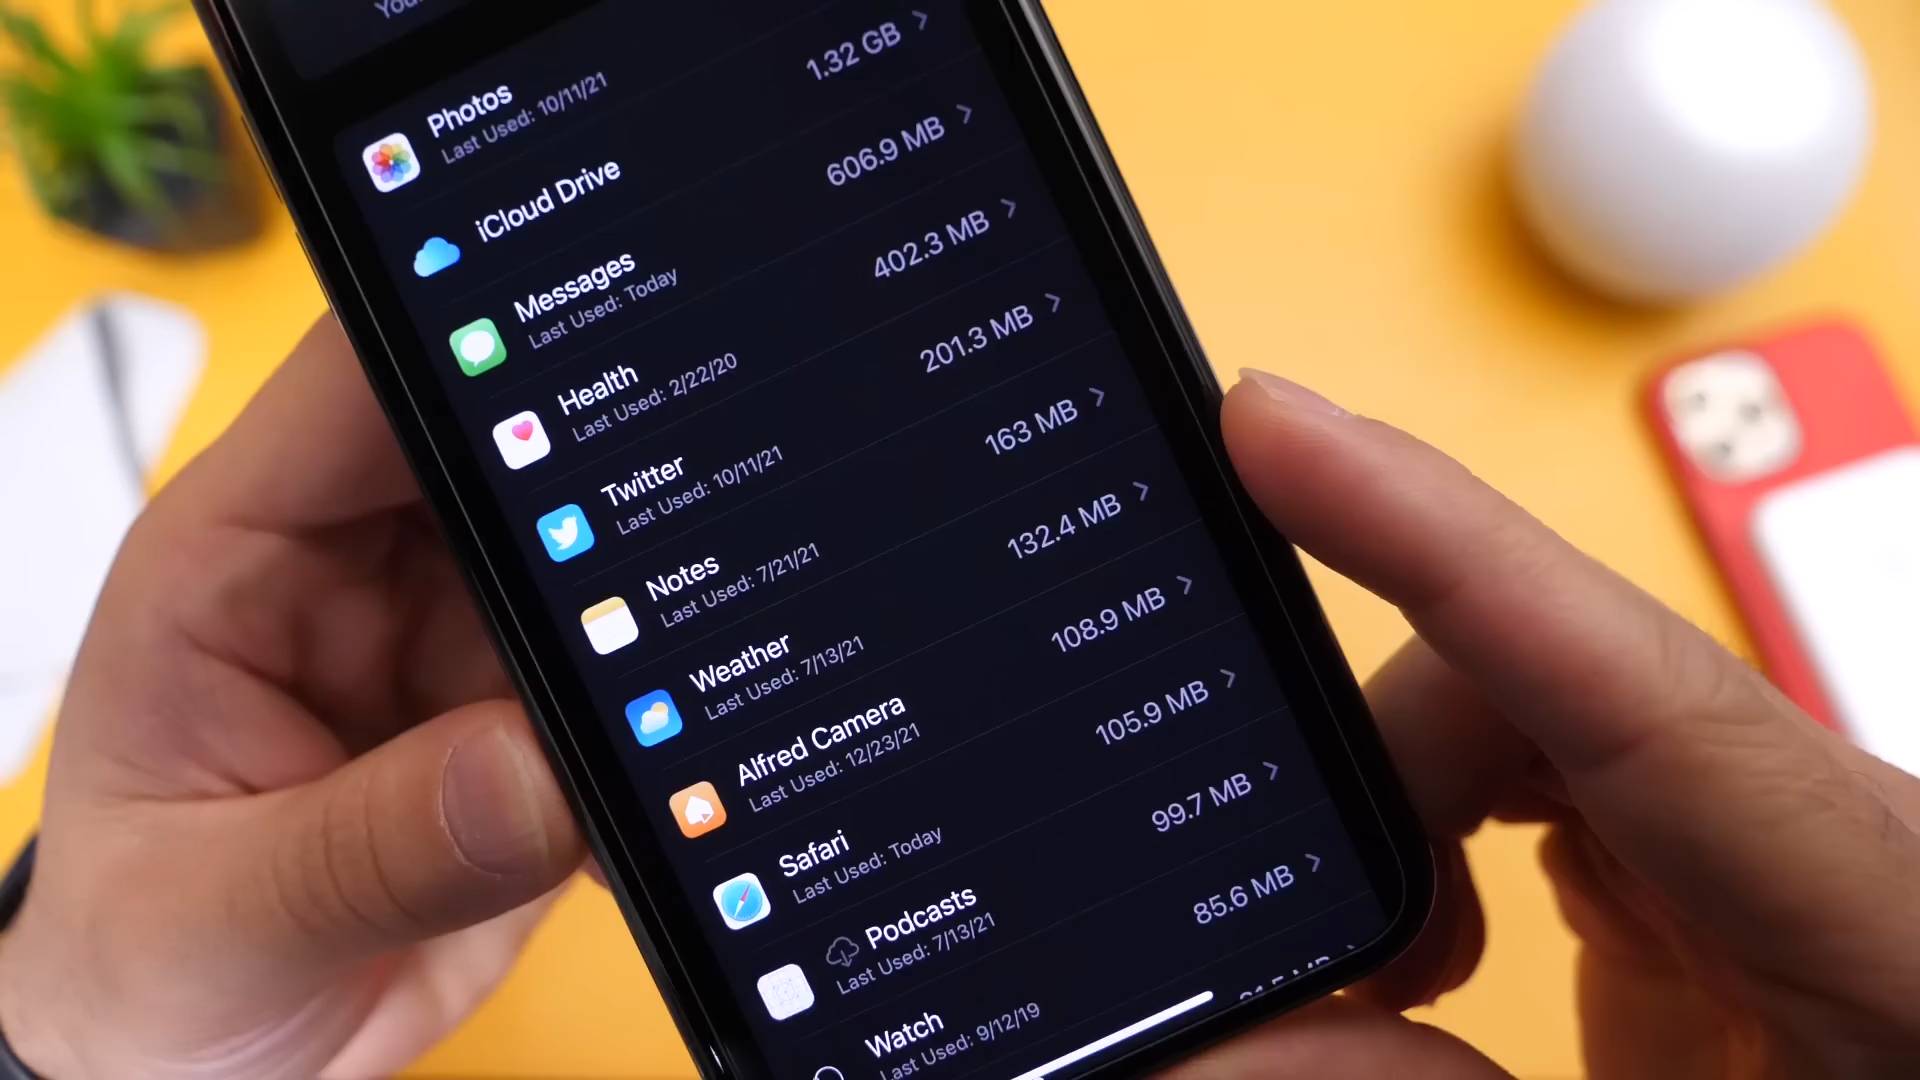 Photos
Last Used: 10/11/21
1.32 GB
iCloud Drive
606.9 MB
Messages
Last Used: Today
402.3 MB
Health
Last Used: 2/22/20
201.3 MB
Twitter
Last Used: 10/11/21
163 MB
Notes
Last Used: 7/21/21
132.4 MB
Weather
Last Used: 7/13/21
108.9 MB
Alfred Camera
Last Used: 12/23/21
105.9 MB
Safari
Last Used: Today
99.7 MB
Podcasts
Last Used: 7/13/21
85.6 MB
Watch
Last Used: 9/12/19